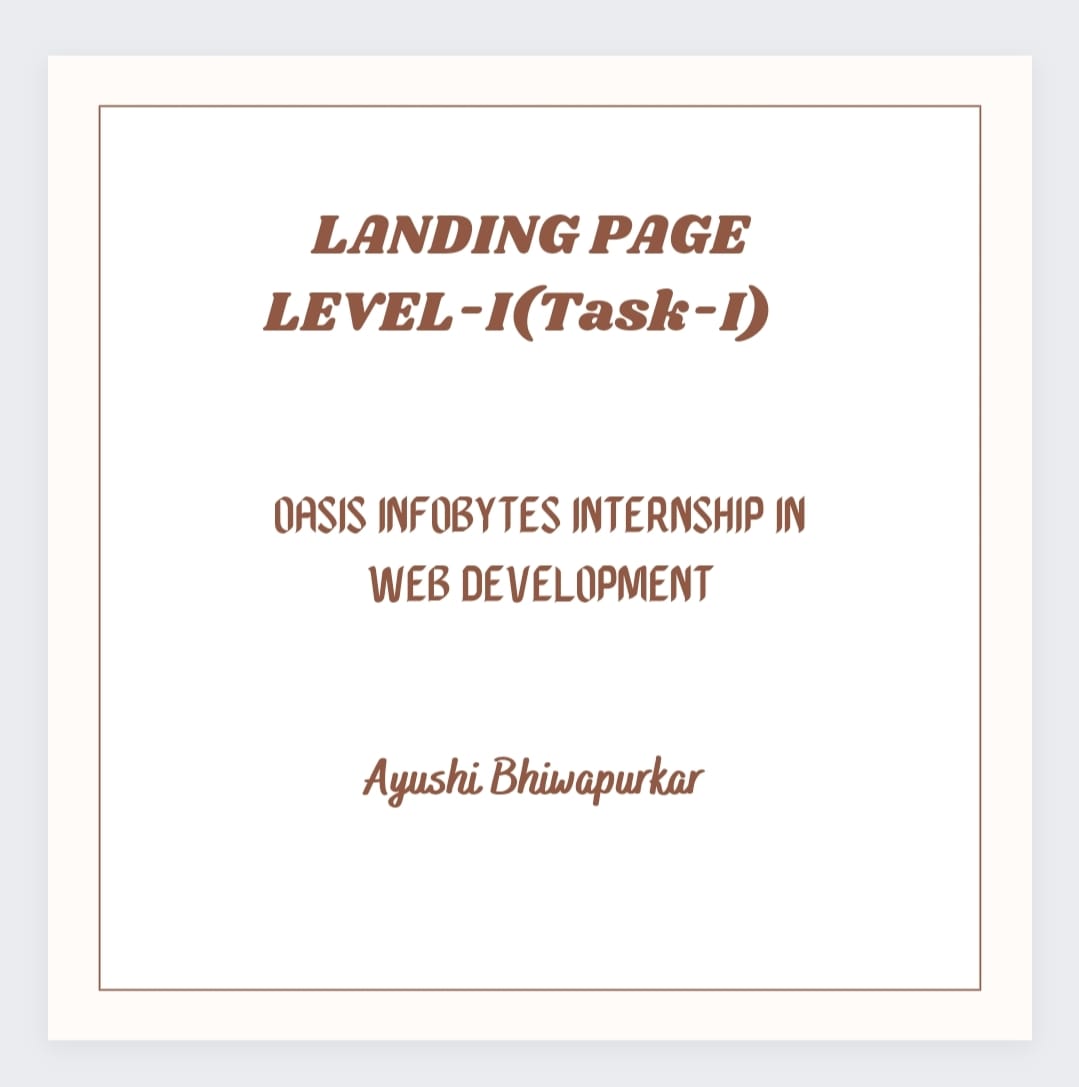 LANDING PAGE
LEVEL-I(Task-I)
OASIS INFOBYTES INTERNSHIP IN
WEB DEVELOPMENT
Ayushi Bhiwapurkar